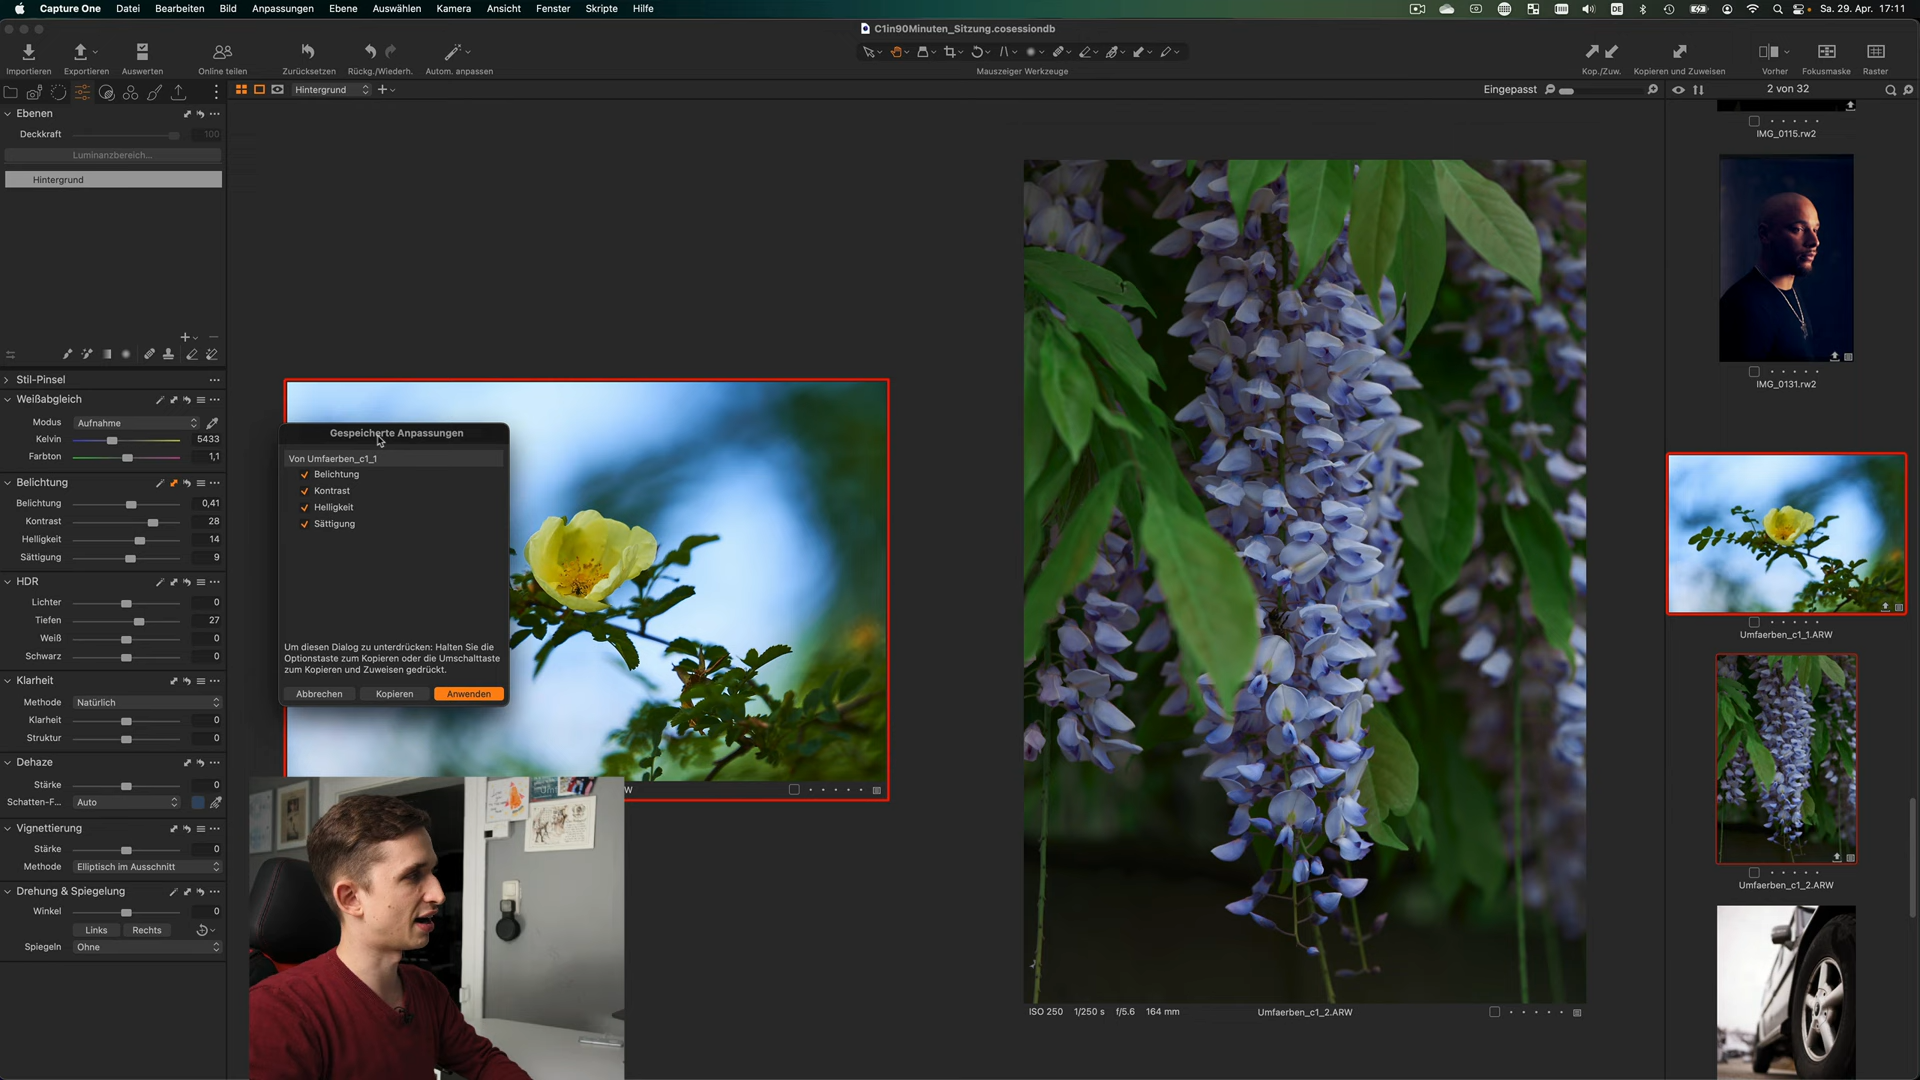 Capture One Datei Bearbeiten Bild Anpassungen Ebene Auswählen Kamera Ansicht Fenster Skripte Hilfe
DE Sa. 29. Apr. 17:11
C1in90Minuten_Sitzung.cosessiondb
Importieren Exportieren Auswerten Online teilen Zurücksetzen Rückg./Wiederh. Autom. anpassen
Mauszeiger Werkzeuge
Kop./Zuw. Kopieren und Zuweisen Vorher Fokusmaske Raster
Hintergrund
Eingepasst
2 von 32
Ebenen
Deckkraft 100
Luminanzbereich...
Hintergrund
Stil-Pinsel
Weißabgleich
Modus Aufnahme
Kelvin 5433
Farbton 1,1
Belichtung
Belichtung 0,41
Kontrast 28
Helligkeit 14
Sättigung 9
HDR
Lichter 0
Tiefen 27
Weiß 0
Schwarz 0
Klarheit
Methode Natürlich
Klarheit 0
Struktur 0
Dehaze
Stärke 0
Schatten-F... Auto
Vignettierung
Stärke 0
Methode Elliptisch im Ausschnitt
Drehung & Spiegelung
Winkel 0
Links Rechts
Spiegeln Ohne
Gespeicherte Anpassungen
Von Umfaerben_c1_1
Belichtung
Kontrast
Helligkeit
Sättigung
Um diesen Dialog zu unterdrücken: Halten Sie die
Optionstaste zum Kopieren oder die Umschalttaste
zum Kopieren und Zuweisen gedrückt.
Abbrechen Kopieren Anwenden
W
ISO 250 1/250 s f/5.6 164 mm
Umfaerben_c1_2.ARW
IMG_0115.rw2
IMG_0131.rw2
Umfaerben_c1_1.ARW
Umfaerben_c1_2.ARW